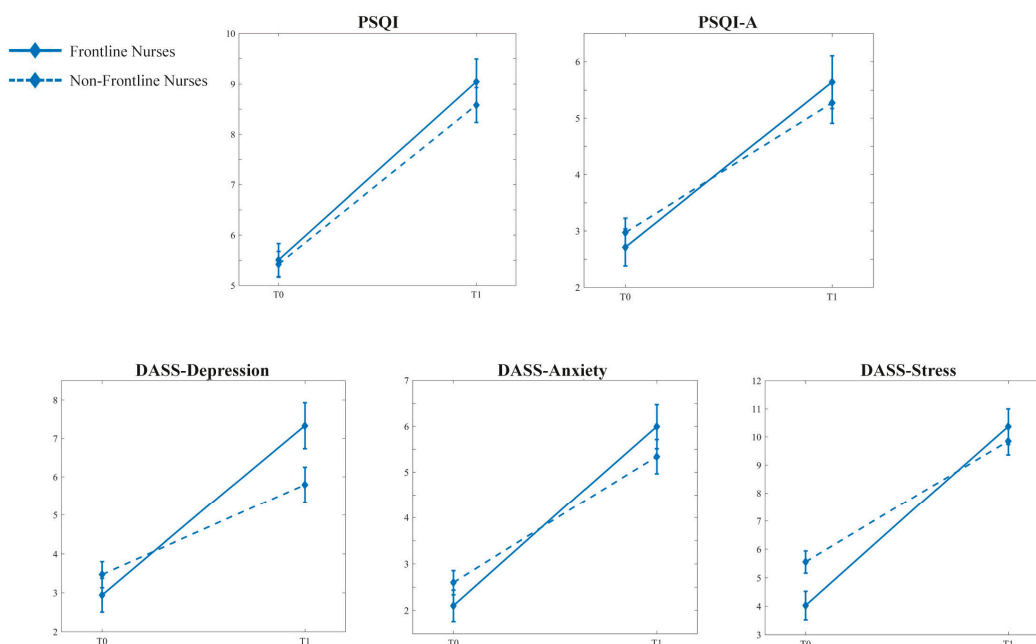 PSQI
PSQI-A
Frontline Nurses
Non-Frontline Nurses
10
9
8
7
6
5
T0
T1
6
5
4
3
2
T0
T1
DASS-Depression
DASS-Anxiety
DASS-Stress
8
7
6
5
4
3
2
T0
T1
7
6
5
4
3
2
T0
T1
12
11
10
9
8
7
6
5
4
3
T0
T1